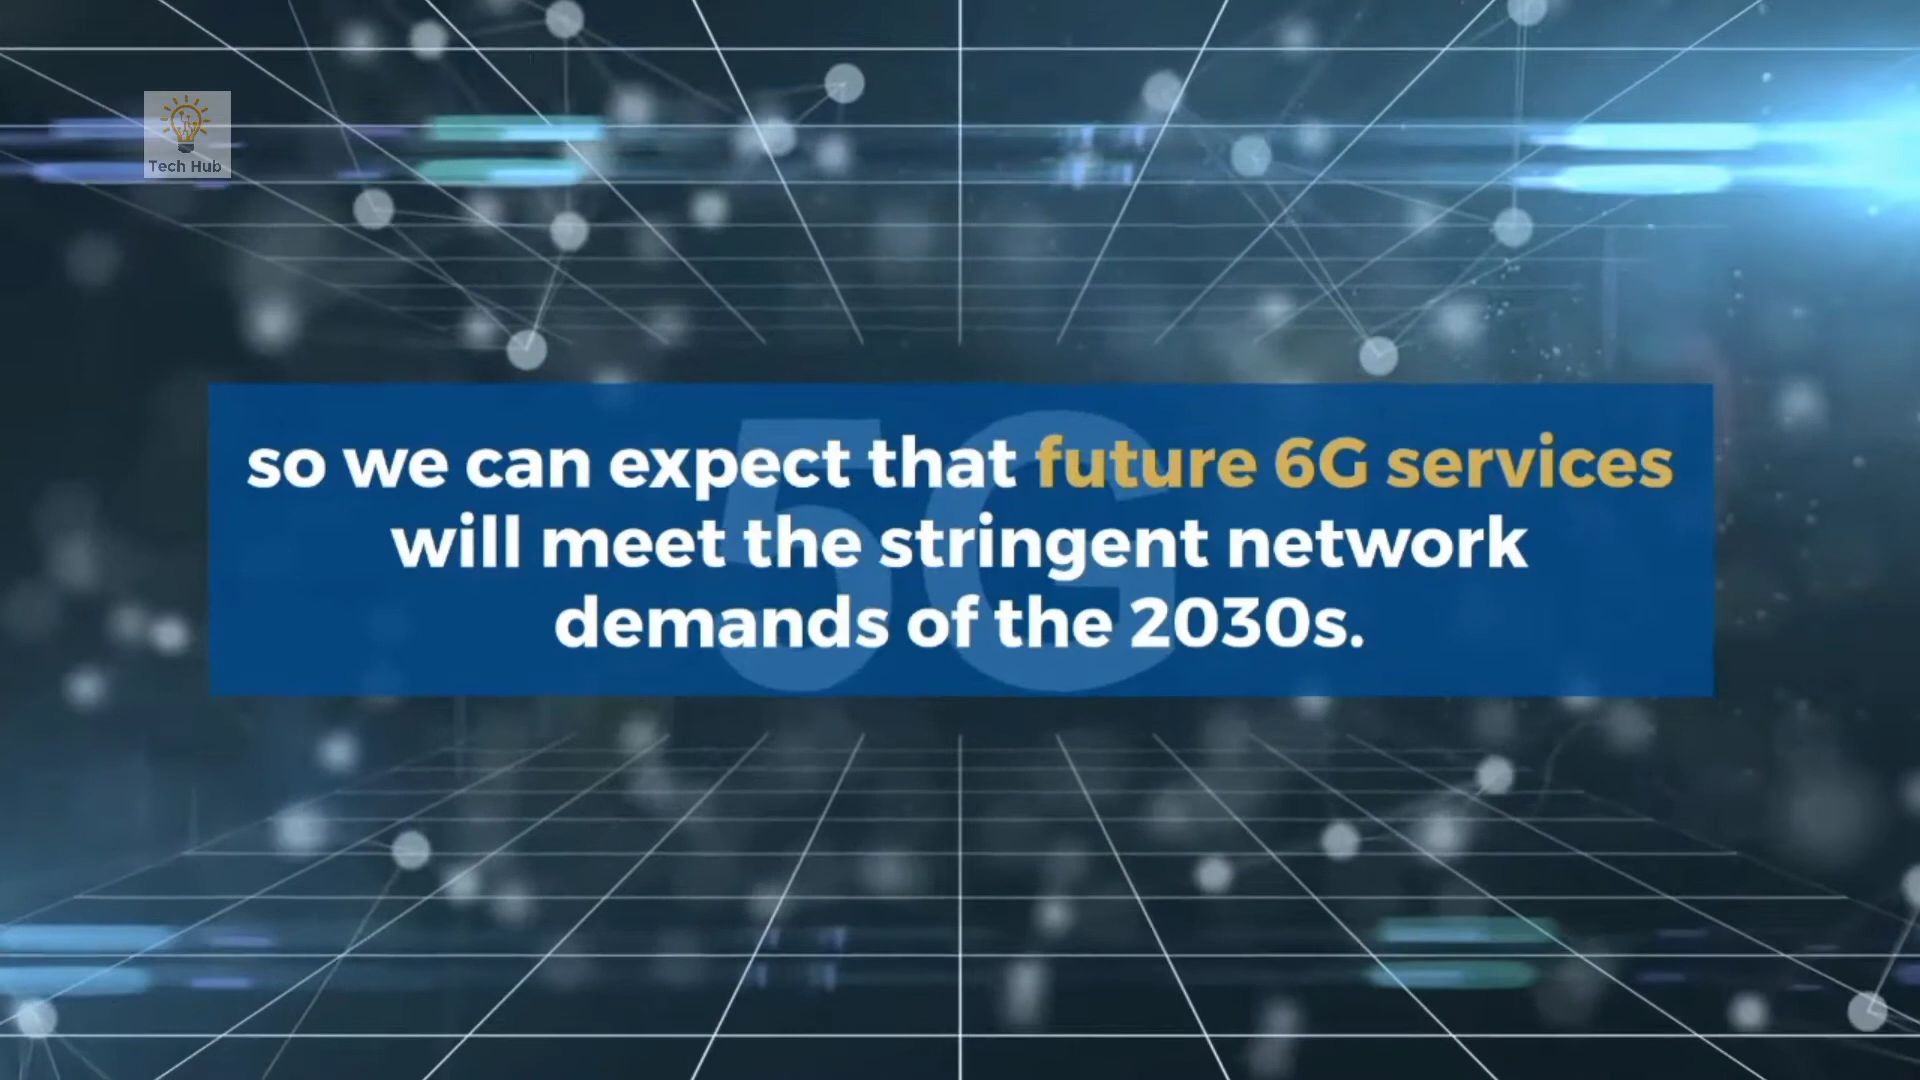 Tech Hub
5G
so we can expect that future 6G services
will meet the stringent network
demands of the 2030s.